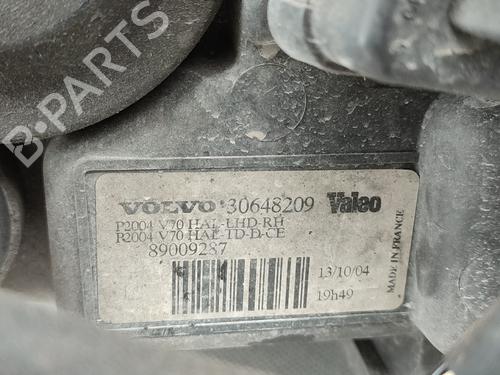 B-PARTS
VOLVO 30648209 Valeo
P2004 V70 HAL-LHD-RH
P2004 V70 HAL-TD-D-CE
89009287
13/10/04
19h49
MADE IN FRANCE